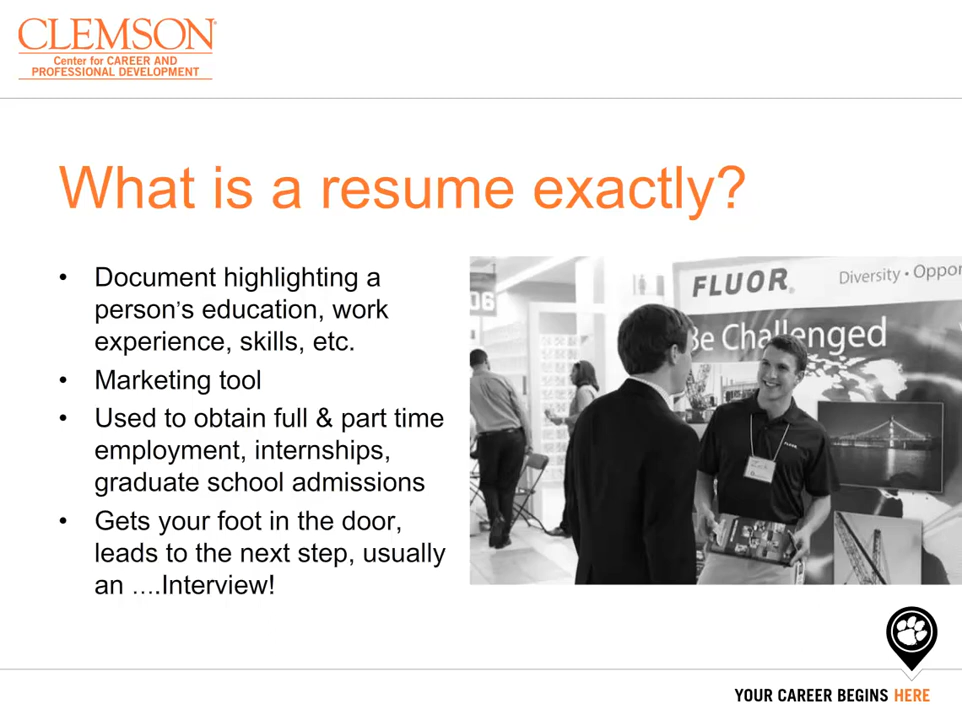 CLEMSON
Center for CAREER AND
PROFESSIONAL DEVELOPMENT
What is a resume exactly?
• Document highlighting a
person's education, work
experience, skills, etc.
• Marketing tool
• Used to obtain full & part time
employment, internships,
graduate school admissions
• Gets your foot in the door,
leads to the next step, usually
an ….Interview!
06
FLUOR
Diversity • Oppor
Be Challenged
FLUOR
YOUR CAREER BEGINS HERE